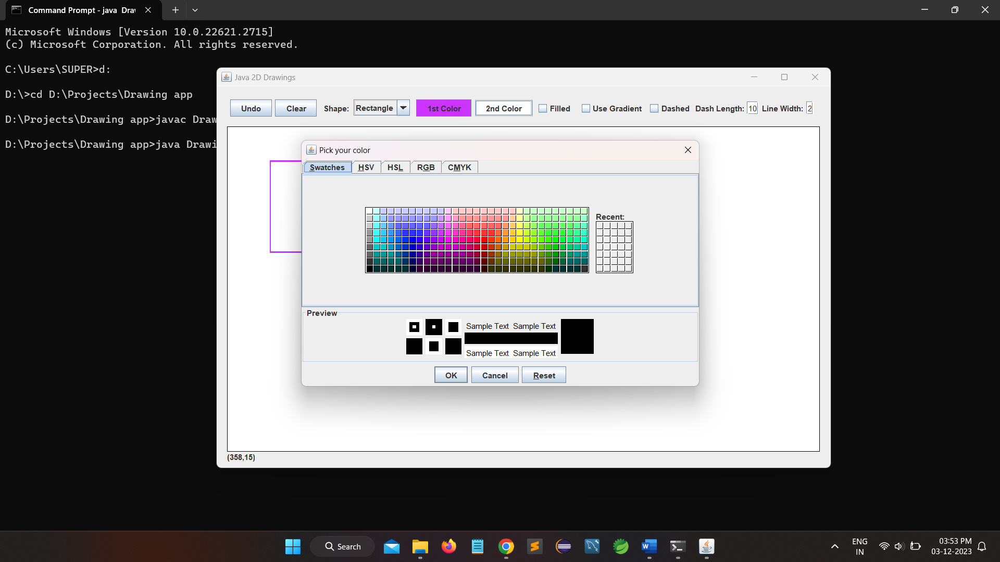 Command Prompt - java Drav
Microsoft Windows [Version 10.0.22621.2715]
(c) Microsoft Corporation. All rights reserved.
C:\Users\SUPER>d:
D:\>cd D:\Projects\Drawing app
D:\Projects\Drawing app>javac Draw
D:\Projects\Drawing app>java Drawi
Java 2D Drawings
Undo Clear Shape: Rectangle 1st Color 2nd Color Filled Use Gradient Dashed Dash Length: 10 Line Width: 2
Pick your color
Swatches HSV HSL RGB CMYK
Recent:
Preview
Sample Text Sample Text
Sample Text Sample Text
OK Cancel Reset
(358,15)
Search
ENG
IN
03:53 PM
03-12-2023